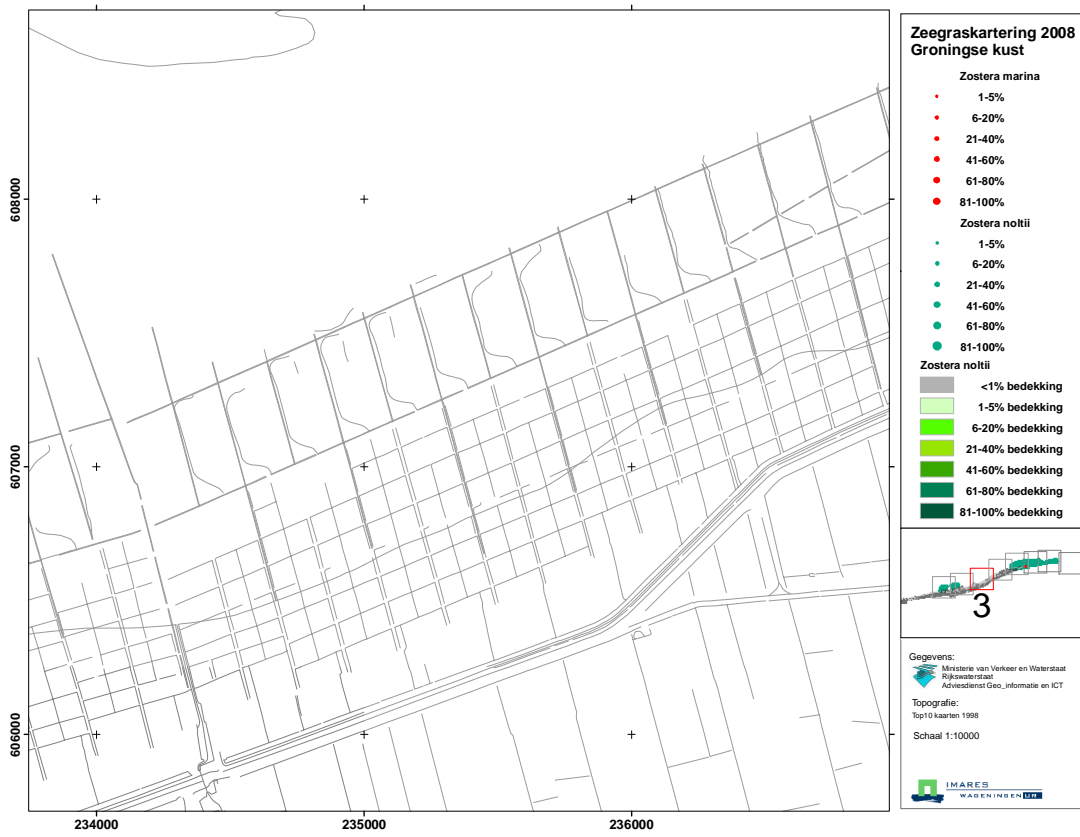 Zeegraskartering 2008
Groningse kust
Zostera marina
1-5%
6-20%
21-40%
41-60%
61-80%
81-100%
Zostera noltii
1-5%
6-20%
21-40%
41-60%
61-80%
81-100%
Zostera noltii
<1% bedekking
1-5% bedekking
6-20% bedekking
21-40% bedekking
41-60% bedekking
61-80% bedekking
81-100% bedekking
3
Gegevens:
Ministerie van Verkeer en Waterstaat
Rijkswaterstaat
Adviesdienst Geo_informatie en ICT
Topografie:
Top10 kaarten 1998
Schaal 1:10000
IMARES
WAGENINGEN UR
608000
607000
606000
234000
235000
236000